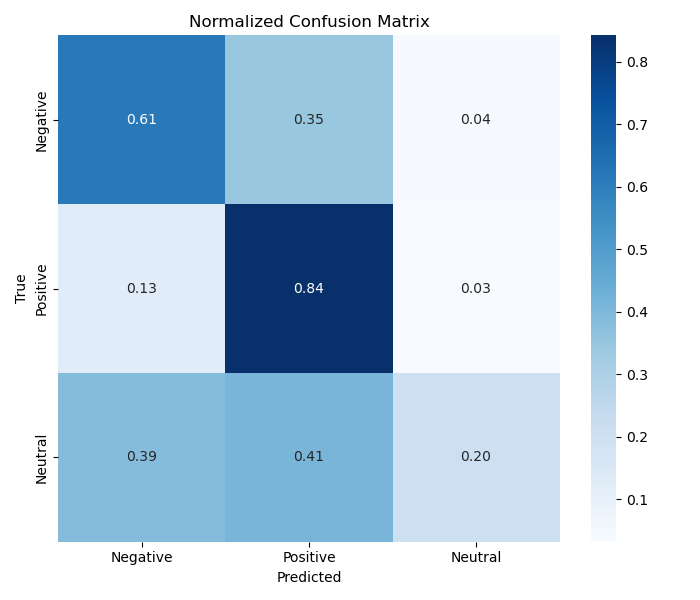 Normalized Confusion Matrix
True
Negative
0.61 0.35 0.04
Positive
0.13 0.84 0.03
Neutral
0.39 0.41 0.20
Negative Positive Neutral
Predicted
0.8
0.7
0.6
0.5
0.4
0.3
0.2
0.1